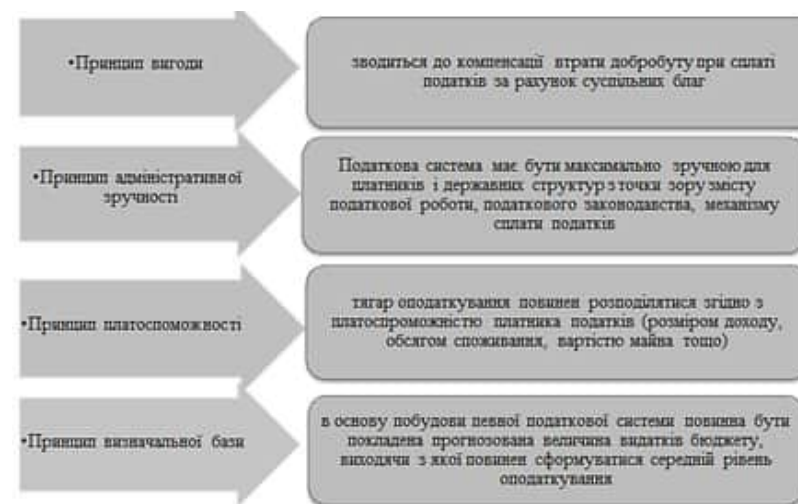 •Принцип вигоди
зводиться до компенсації втрати добробуту при сплаті
податків за рахунок суспільних благ
•Принцип адміністративної
зручності
Податкова система має бути максимально зручною для
платників і державних структур з точки зору змісту
податкової роботи, податкового законодавства, механізму
сплати податків
•Принцип платоспоможності
тягар оподаткування повинен розподілятися згідно з
платоспроможністю платника податків (розміром доходу,
обсягом споживання, вартістю майна тощо)
•Принцип визначальної бази
в основу побудови певної податкової системи повинна бути
покладена прогнозована величина видатків бюджету,
виходячи з якої повинен сформуватися середній рівень
оподаткування